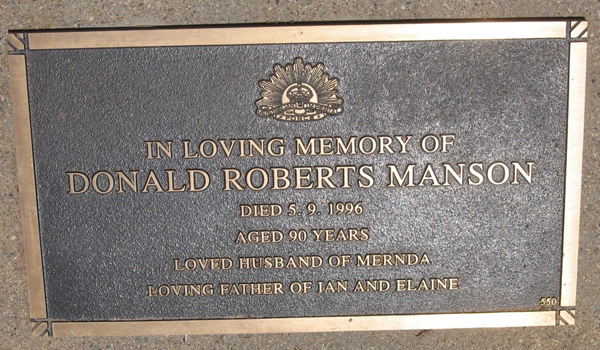 IN LOVING MEMORY OF
DONALD ROBERTS MANSON
DIED 5. 9. 1996
AGED 90 YEARS
LOVED HUSBAND OF MERNDA
LOVING FATHER OF IAN AND ELAINE
550